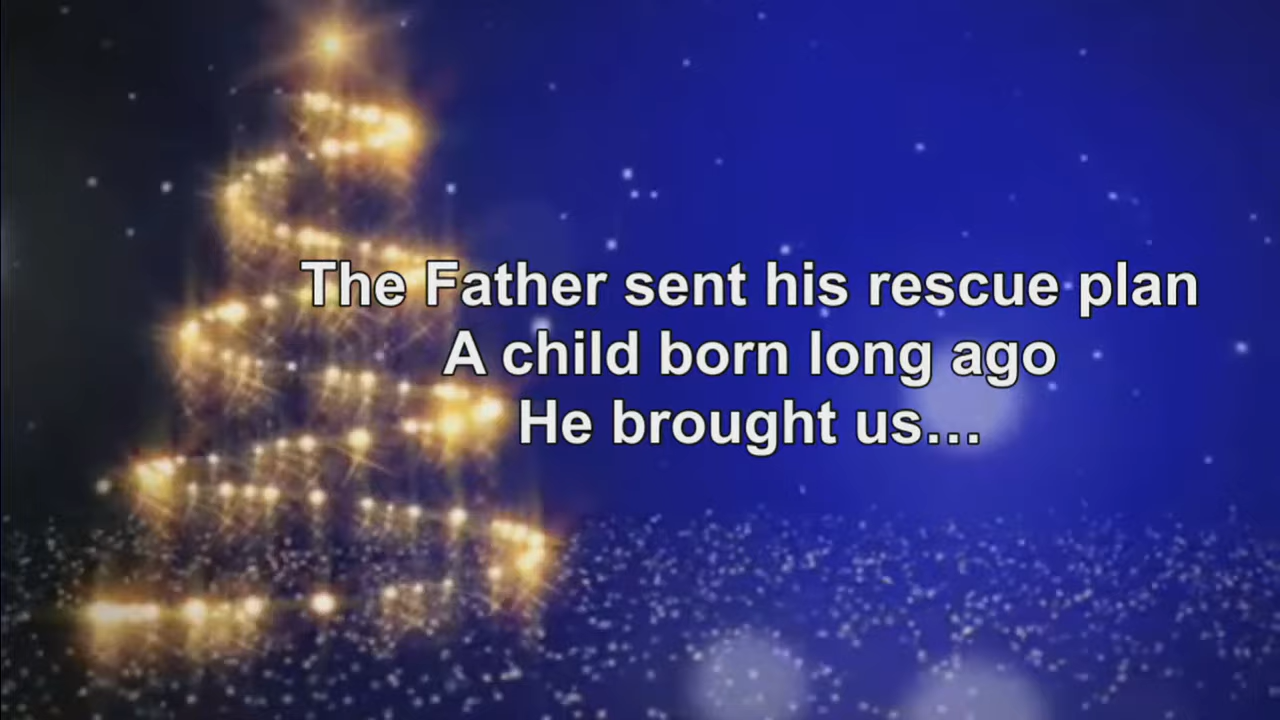 The Father sent his rescue plan
A child born long ago
He brought us…